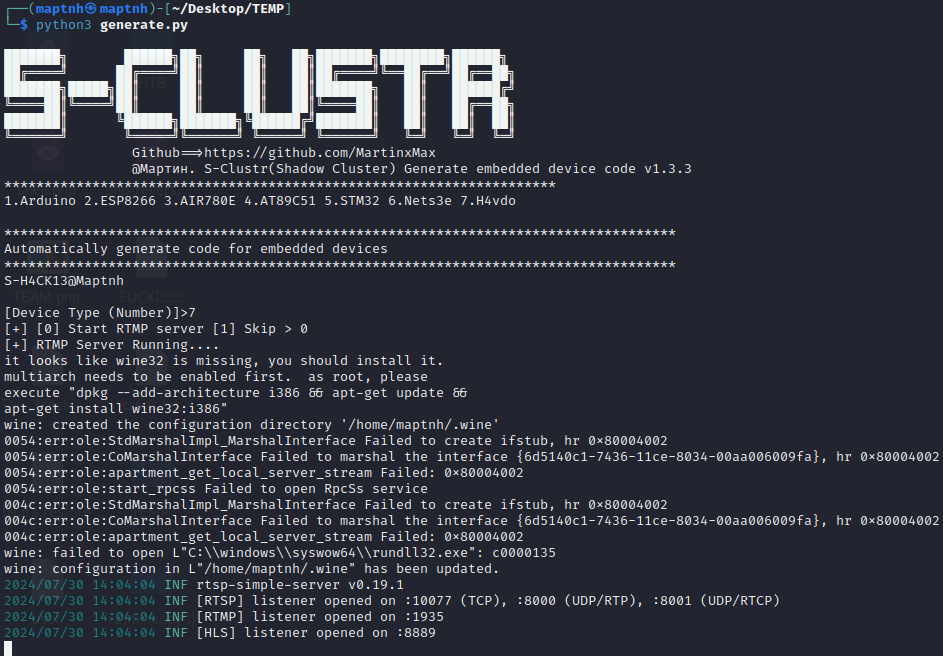 ┌──(maptnh㉿maptnh)-[~/Desktop/TEMP]
└─$ python3 generate.py
S-CLUSTR
Github==>https://github.com/MartinxMax
@Мартин. S-Clustr(Shadow Cluster) Generate embedded device code v1.3.3
*********************************************************************
1.Arduino 2.ESP8266 3.AIR780E 4.AT89C51 5.STM32 6.Nets3e 7.H4vdo
************************************************************************************
Automatically generate code for embedded devices
************************************************************************************
S-H4CK13@Maptnh
[Device Type (Number)]>7
[+] [0] Start RTMP server [1] Skip > 0
[+] RTMP Server Running....
it looks like wine32 is missing, you should install it.
multiarch needs to be enabled first.  as root, please
execute "dpkg --add-architecture i386 && apt-get update &&
apt-get install wine32:i386"
wine: created the configuration directory '/home/maptnh/.wine'
0054:err:ole:StdMarshalImpl_MarshalInterface Failed to create ifstub, hr 0x80004002
0054:err:ole:CoMarshalInterface Failed to marshal the interface {6d5140c1-7436-11ce-8034-00aa006009fa}, hr 0x80004002
0054:err:ole:apartment_get_local_server_stream Failed: 0x80004002
0054:err:ole:start_rpcss Failed to open RpcSs service
004c:err:ole:StdMarshalImpl_MarshalInterface Failed to create ifstub, hr 0x80004002
004c:err:ole:CoMarshalInterface Failed to marshal the interface {6d5140c1-7436-11ce-8034-00aa006009fa}, hr 0x80004002
004c:err:ole:apartment_get_local_server_stream Failed: 0x80004002
wine: failed to open L"C:\\windows\\syswow64\\rundll32.exe": c0000135
wine: configuration in L"/home/maptnh/.wine" has been updated.
2024/07/30 14:04:04 INF rtsp-simple-server v0.19.1
2024/07/30 14:04:04 INF [RTSP] listener opened on :10077 (TCP), :8000 (UDP/RTP), :8001 (UDP/RTCP)
2024/07/30 14:04:04 INF [RTMP] listener opened on :1935
2024/07/30 14:04:04 INF [HLS] listener opened on :8889